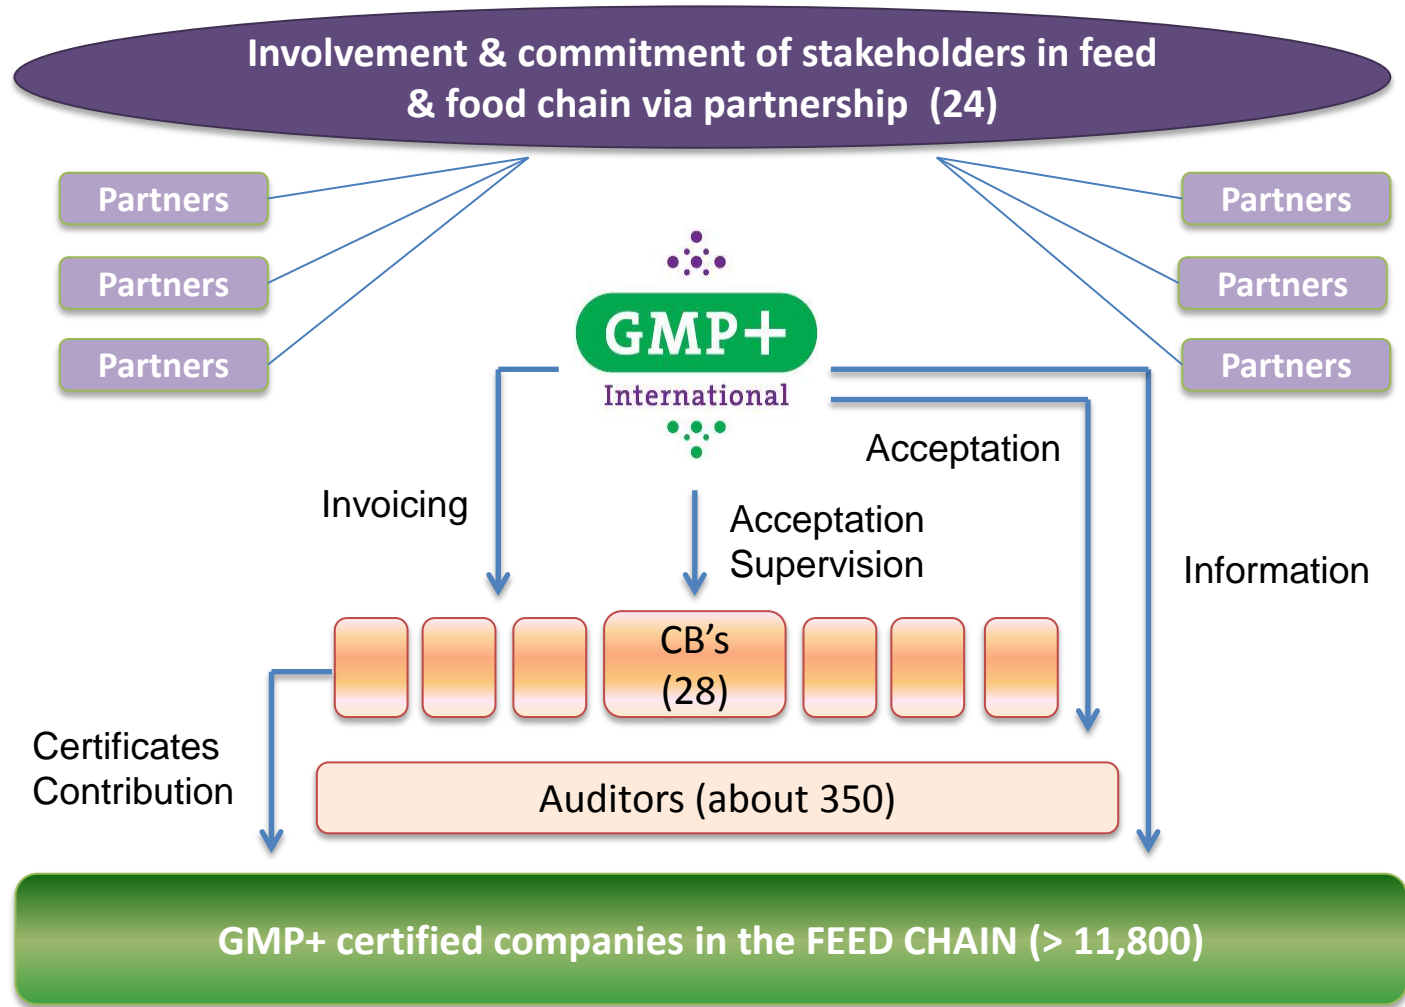 Involvement & commitment of stakeholders in feed
& food chain via partnership (24)
Partners
Partners
Partners
Partners
Partners
Partners
GMP+
International
Acceptation
Invoicing
Acceptation
Supervision
Information
CB’s
(28)
Certificates
Contribution
Auditors (about 350)
GMP+ certified companies in the FEED CHAIN (> 11,800)